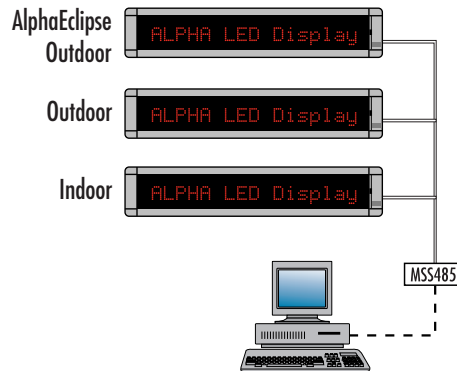 AlphaEclipse
Outdoor
ALPHA LED Display
Outdoor
ALPHA LED Display
Indoor
ALPHA LED Display
MSS485